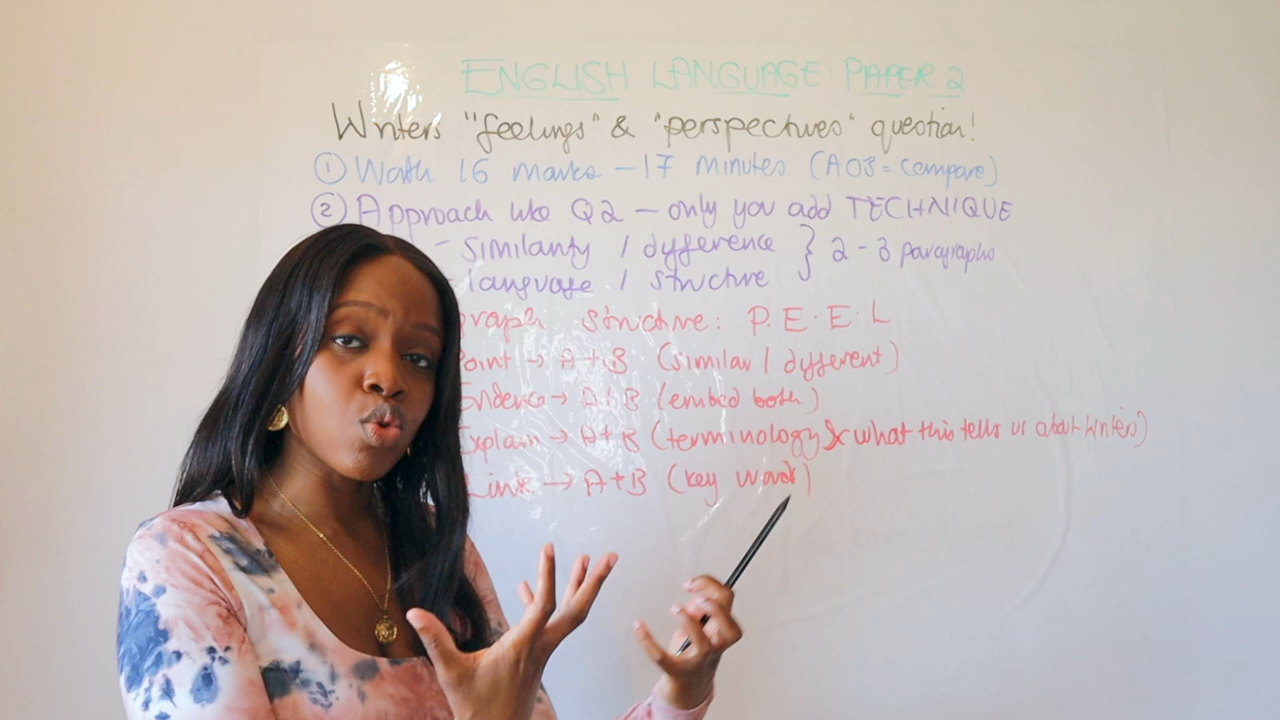 ENGLISH LANGUAGE: PAPER 2
Writers "feelings" & "perspectives" question!
① Worth 16 marks – 17 minutes (AO3 = compare)
② Approach like Q2 – only you add TECHNIQUE
- similarity / difference } 2 - 3 paragraphs
- language / structure
graph structure: P.E.E.L
Point → A+B (similar / different)
Evidence → A+B (embed both)
Explain → A+B (terminology & what this tells us about writers)
Link → A+B (key word)